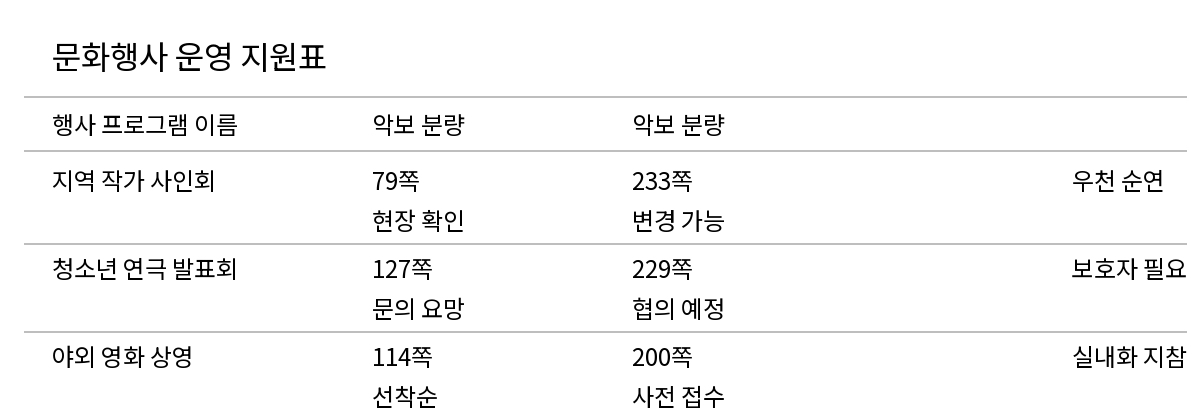 문화행사 운영 지원표
행사 프로그램 이름 악보 분량 악보 분량
지역 작가 사인회 79쪽 233쪽 우천 순연
현장 확인 변경 가능
청소년 연극 발표회 127쪽 229쪽 보호자 필요
문의 요망 협의 예정
야외 영화 상영 114쪽 200쪽 실내화 지참
선착순 사전 접수